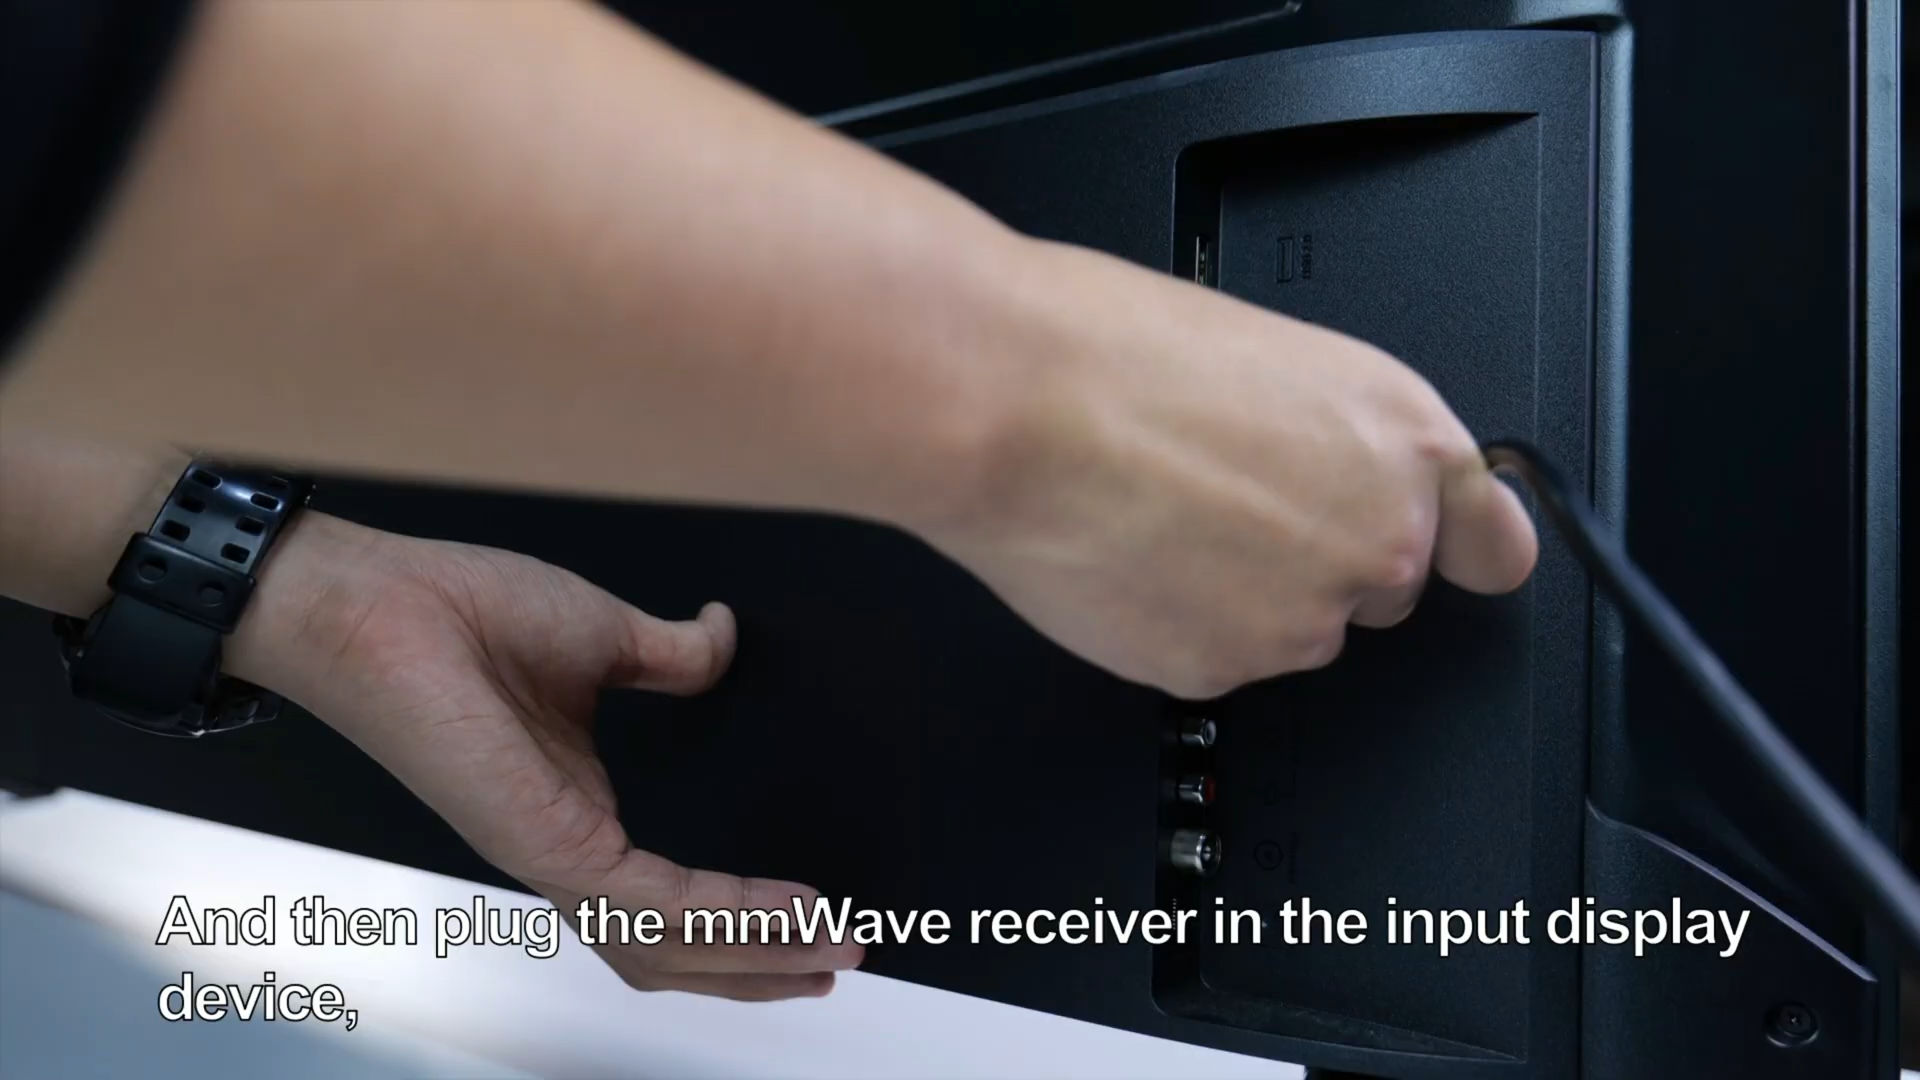 And then plug the mmWave receiver in the input display
device,